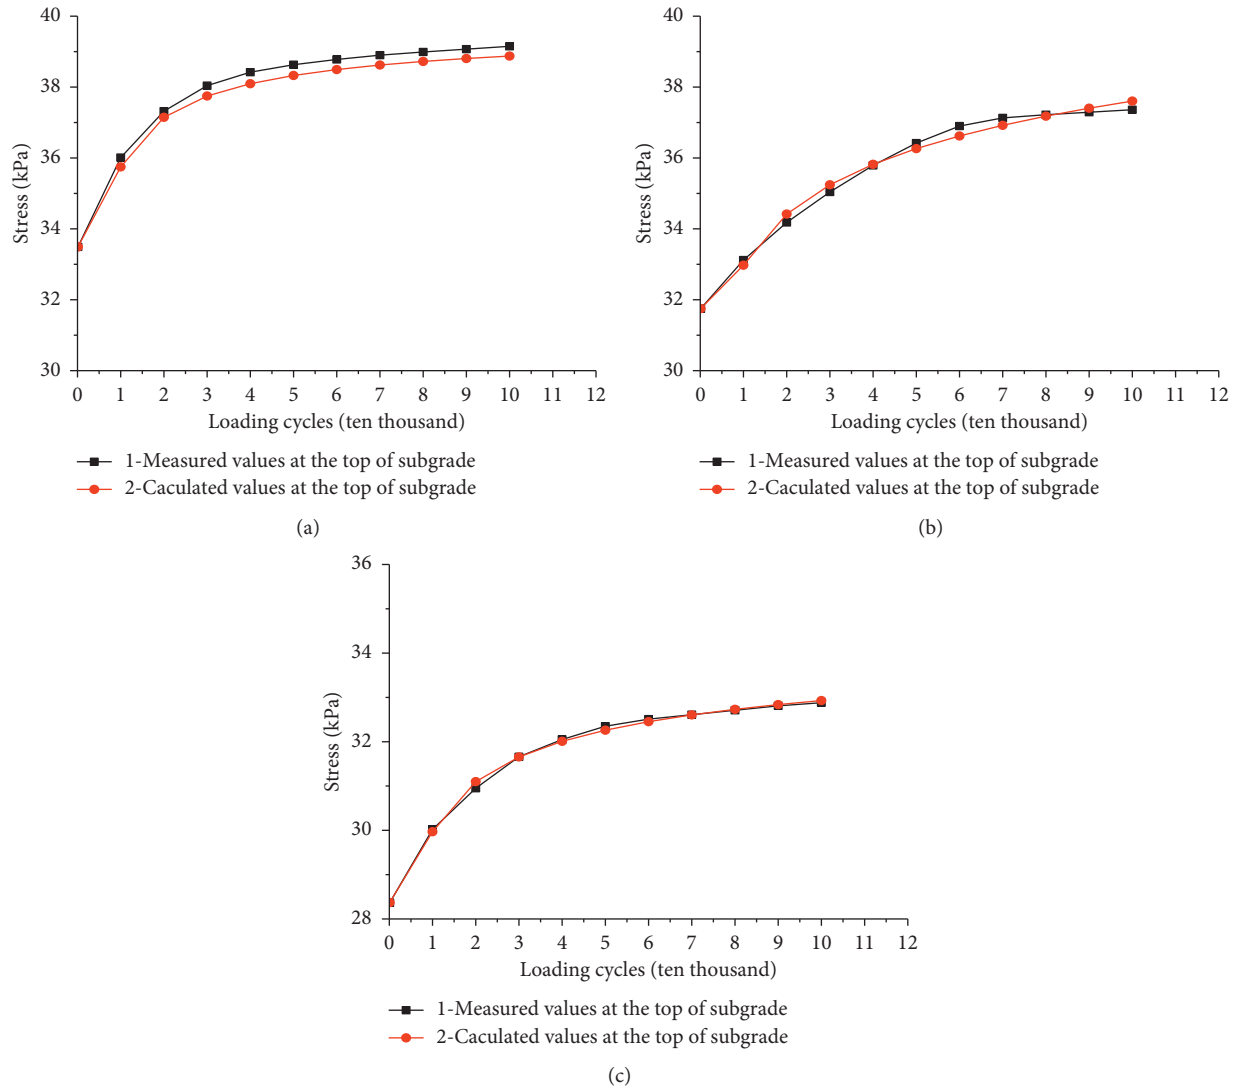 40
38
36
34
32
30
Stress (kPa)
0 1 2 3 4 5 6 7 8 9 10 11 12
Loading cycles (ten thousand)
1-Measured values at the top of subgrade
2-Caculated values at the top of subgrade
(a)
40
38
36
34
32
30
Stress (kPa)
0 1 2 3 4 5 6 7 8 9 10 11 12
Loading cycles (ten thousand)
1-Measured values at the top of subgrade
2-Caculated values at the top of subgrade
(b)
36
34
32
30
28
Stress (kPa)
0 1 2 3 4 5 6 7 8 9 10 11 12
Loading cycles (ten thousand)
1-Measured values at the top of subgrade
2-Caculated values at the top of subgrade
(c)